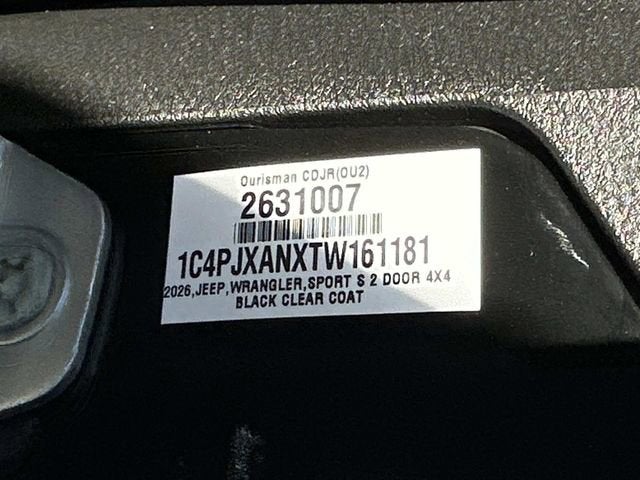 Ourisman CDJR(OU2)
2631007
1C4PJXANXTW161181
2026,JEEP,WRANGLER,SPORT S 2 DOOR 4X4
BLACK CLEAR COAT